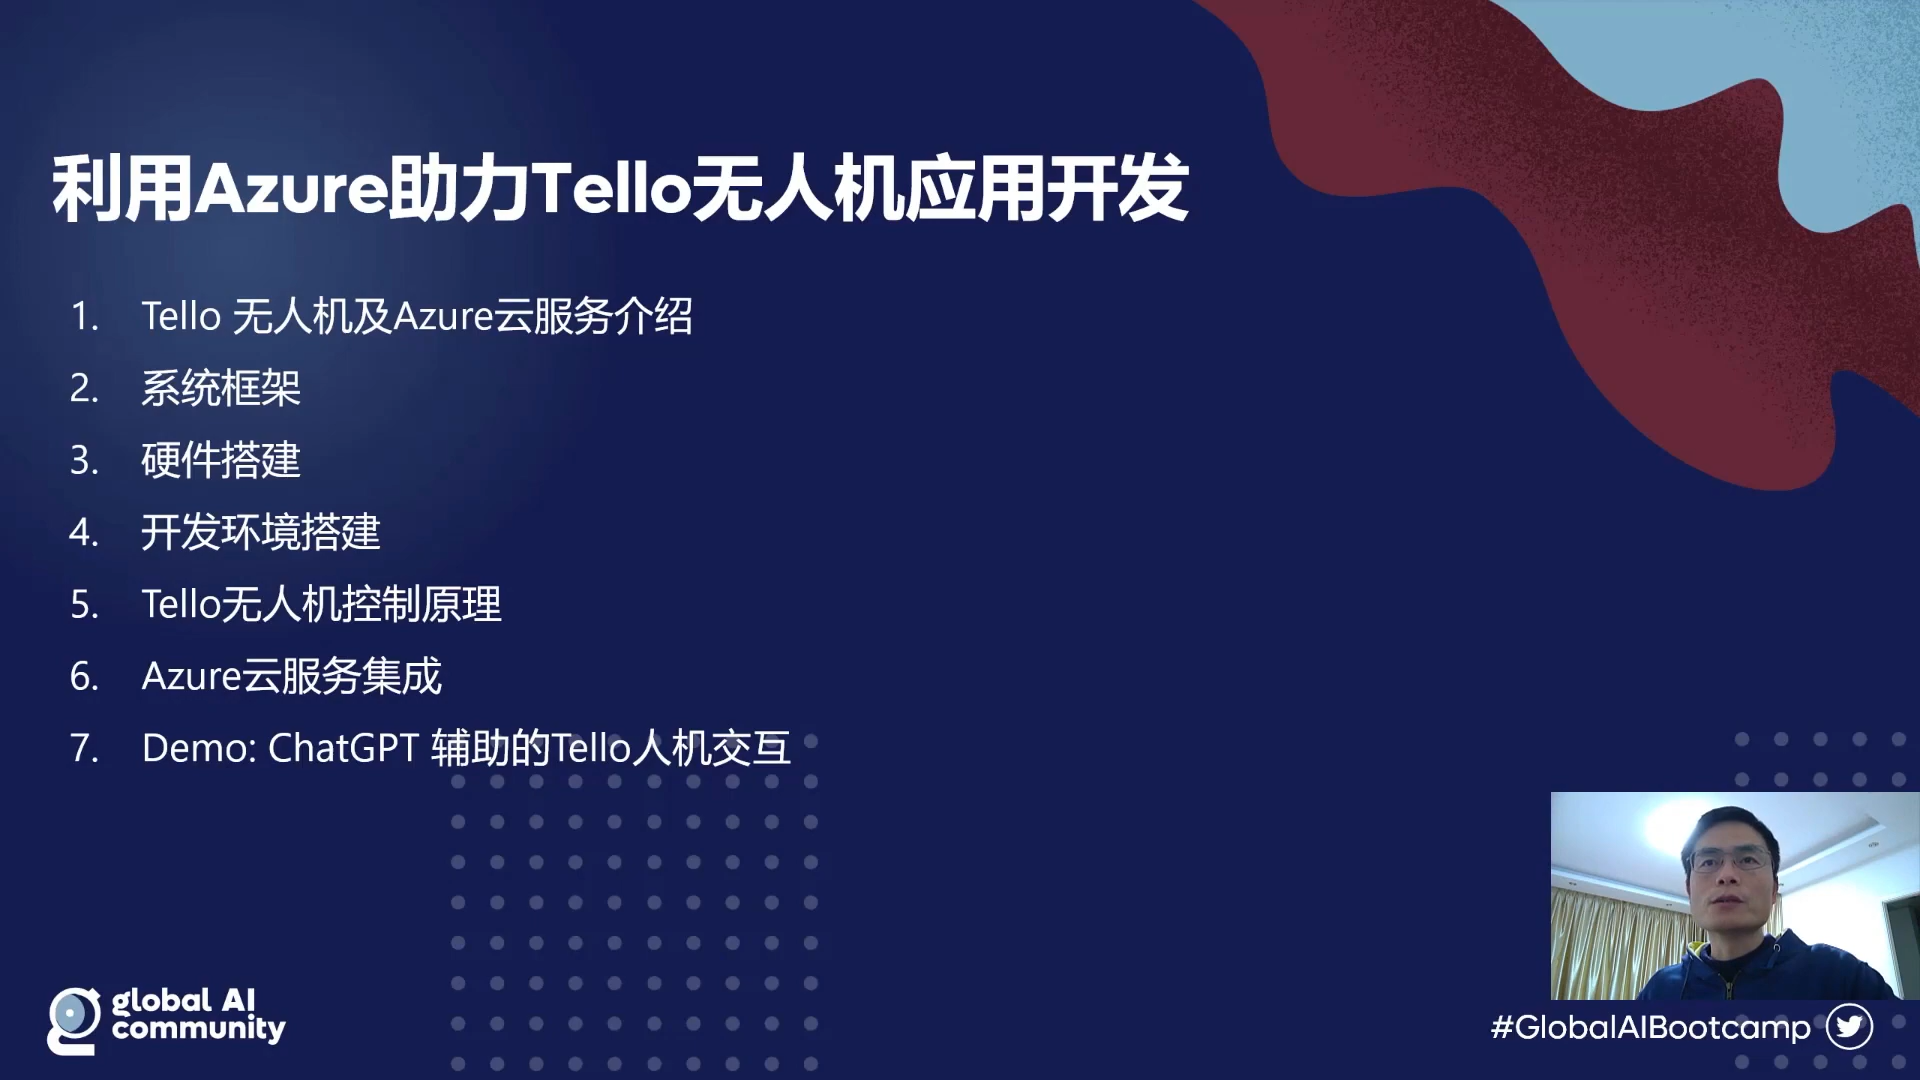 利用Azure助力Tello无人机应用开发
1. Tello 无人机及Azure云服务介绍
2. 系统框架
3. 硬件搭建
4. 开发环境搭建
5. Tello无人机控制原理
6. Azure云服务集成
7. Demo: ChatGPT 辅助的Tello人机交互
global AI
community
#GlobalAIBootcamp